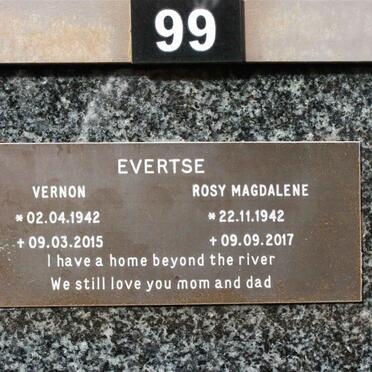 99
EVERTSE
VERNON ROSY MAGDALENE
* 02.04.1942 * 22.11.1942
+ 09.03.2015 + 09.09.2017
I have a home beyond the river
We still love you mom and dad